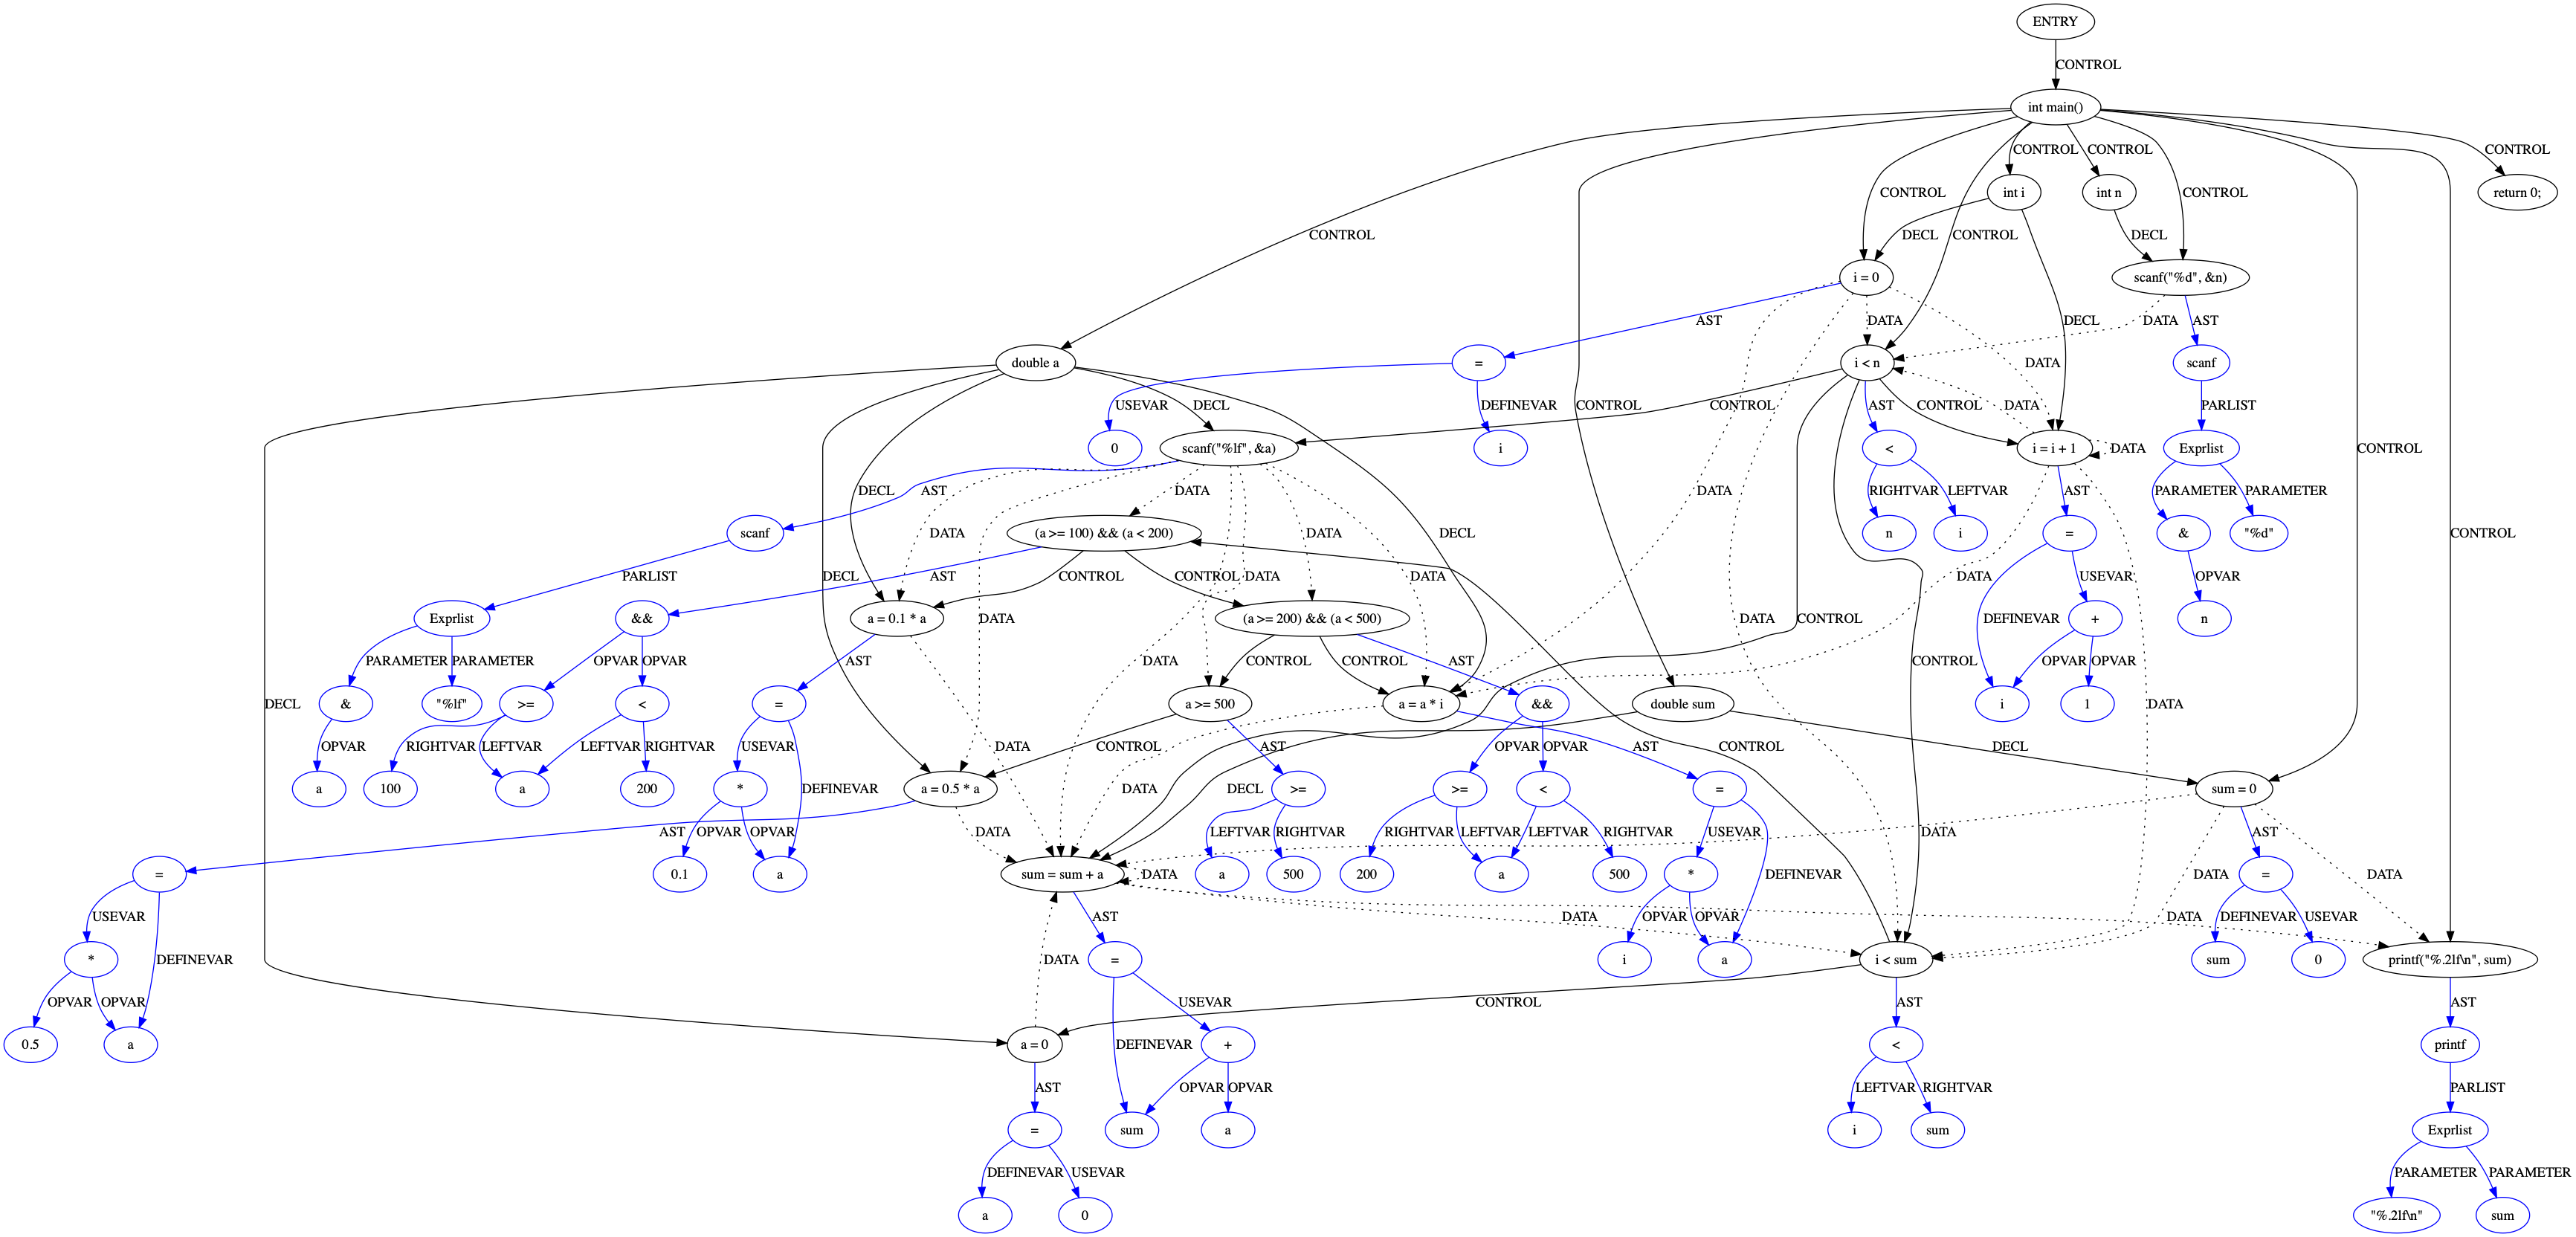 ENTRY
CONTROL
int main()
CONTROL
CONTROL
CONTROL
int i
int n
CONTROL
CONTROL
return 0;
CONTROL
DECL
CONTROL
DECL
i = 0
scanf("%d", &n)
AST
DATA
DECL
DATA
AST
double a
=
i < n
DATA
scanf
DECL
USEVAR
DEFINEVAR
CONTROL
CONTROL
AST
CONTROL
DATA
PARLIST
0
scanf("%lf", &a)
i
<
i = i + 1
DATA
Exprlist
CONTROL
DECL
AST
DATA
DATA
RIGHTVAR
LEFTVAR
AST
PARAMETER
PARAMETER
scanf
DATA
(a >= 100) && (a < 200)
DATA
DECL
n
i
=
&
"%d"
CONTROL
PARLIST
DECL
AST
CONTROL
CONTROL
DATA
DATA
DATA
USEVAR
OPVAR
Exprlist
&&
a = 0.1 * a
DATA
(a >= 200) && (a < 500)
CONTROL
DATA
DEFINEVAR
+
n
PARAMETER
PARAMETER
OPVAR
OPVAR
AST
DATA
CONTROL
CONTROL
AST
CONTROL
OPVAR
OPVAR
&
"%lf"
>=
<
=
a >= 500
a = a * i
&&
double sum
i
1
DECL
DATA
OPVAR
RIGHTVAR
LEFTVAR
LEFTVAR
RIGHTVAR
USEVAR
DATA
CONTROL
AST
OPVAR
OPVAR
AST
CONTROL
DECL
a
100
a
200
*
DEFINEVAR
a = 0.5 * a
DATA
DECL
>=
>=
<
=
sum = 0
AST
OPVAR
OPVAR
DATA
LEFTVAR
RIGHTVAR
RIGHTVAR
LEFTVAR
LEFTVAR
RIGHTVAR
USEVAR
DATA
DATA
AST
=
0.1
a
sum = sum + a
DATA
a
500
200
a
500
*
DEFINEVAR
DATA
=
DATA
USEVAR
AST
DATA
OPVAR
OPVAR
DATA
DEFINEVAR
USEVAR
*
DEFINEVAR
DATA
=
i
a
i < sum
sum
0
printf("%.2lf\n", sum)
OPVAR
OPVAR
USEVAR
CONTROL
AST
AST
0.5
a
a = 0
DEFINEVAR
+
<
printf
AST
OPVAR
OPVAR
LEFTVAR
RIGHTVAR
PARLIST
=
sum
a
i
sum
Exprlist
DEFINEVAR
USEVAR
PARAMETER
PARAMETER
a
0
"%.2lf\n"
sum